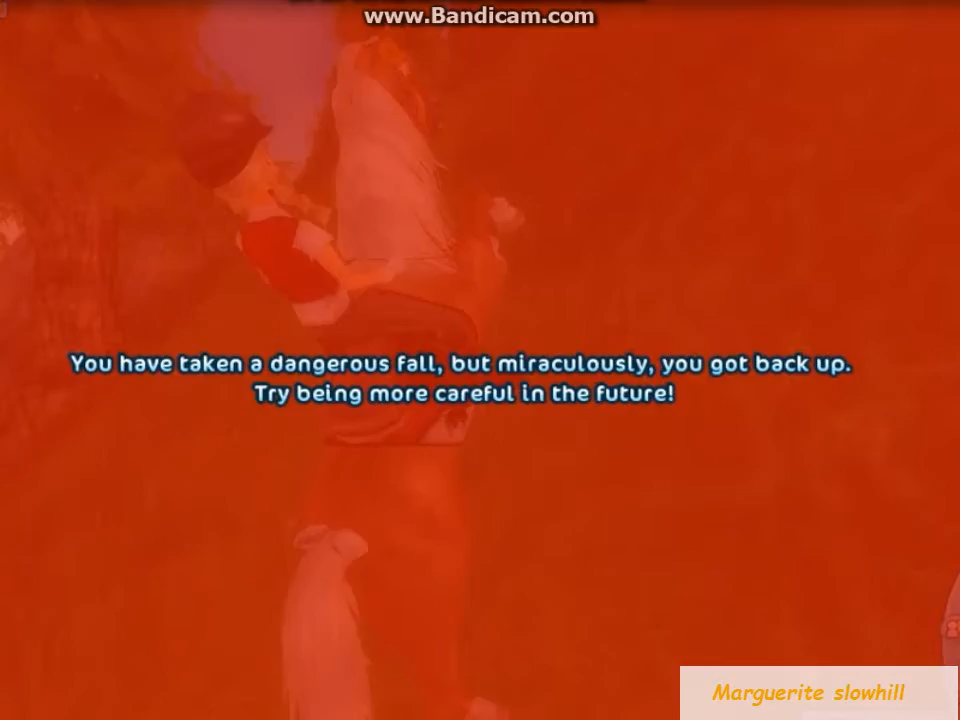 www.Bandicam.com
You have taken a dangerous fall, but miraculously, you got back up.
Try being more careful in the future!
Marguerite slowhill